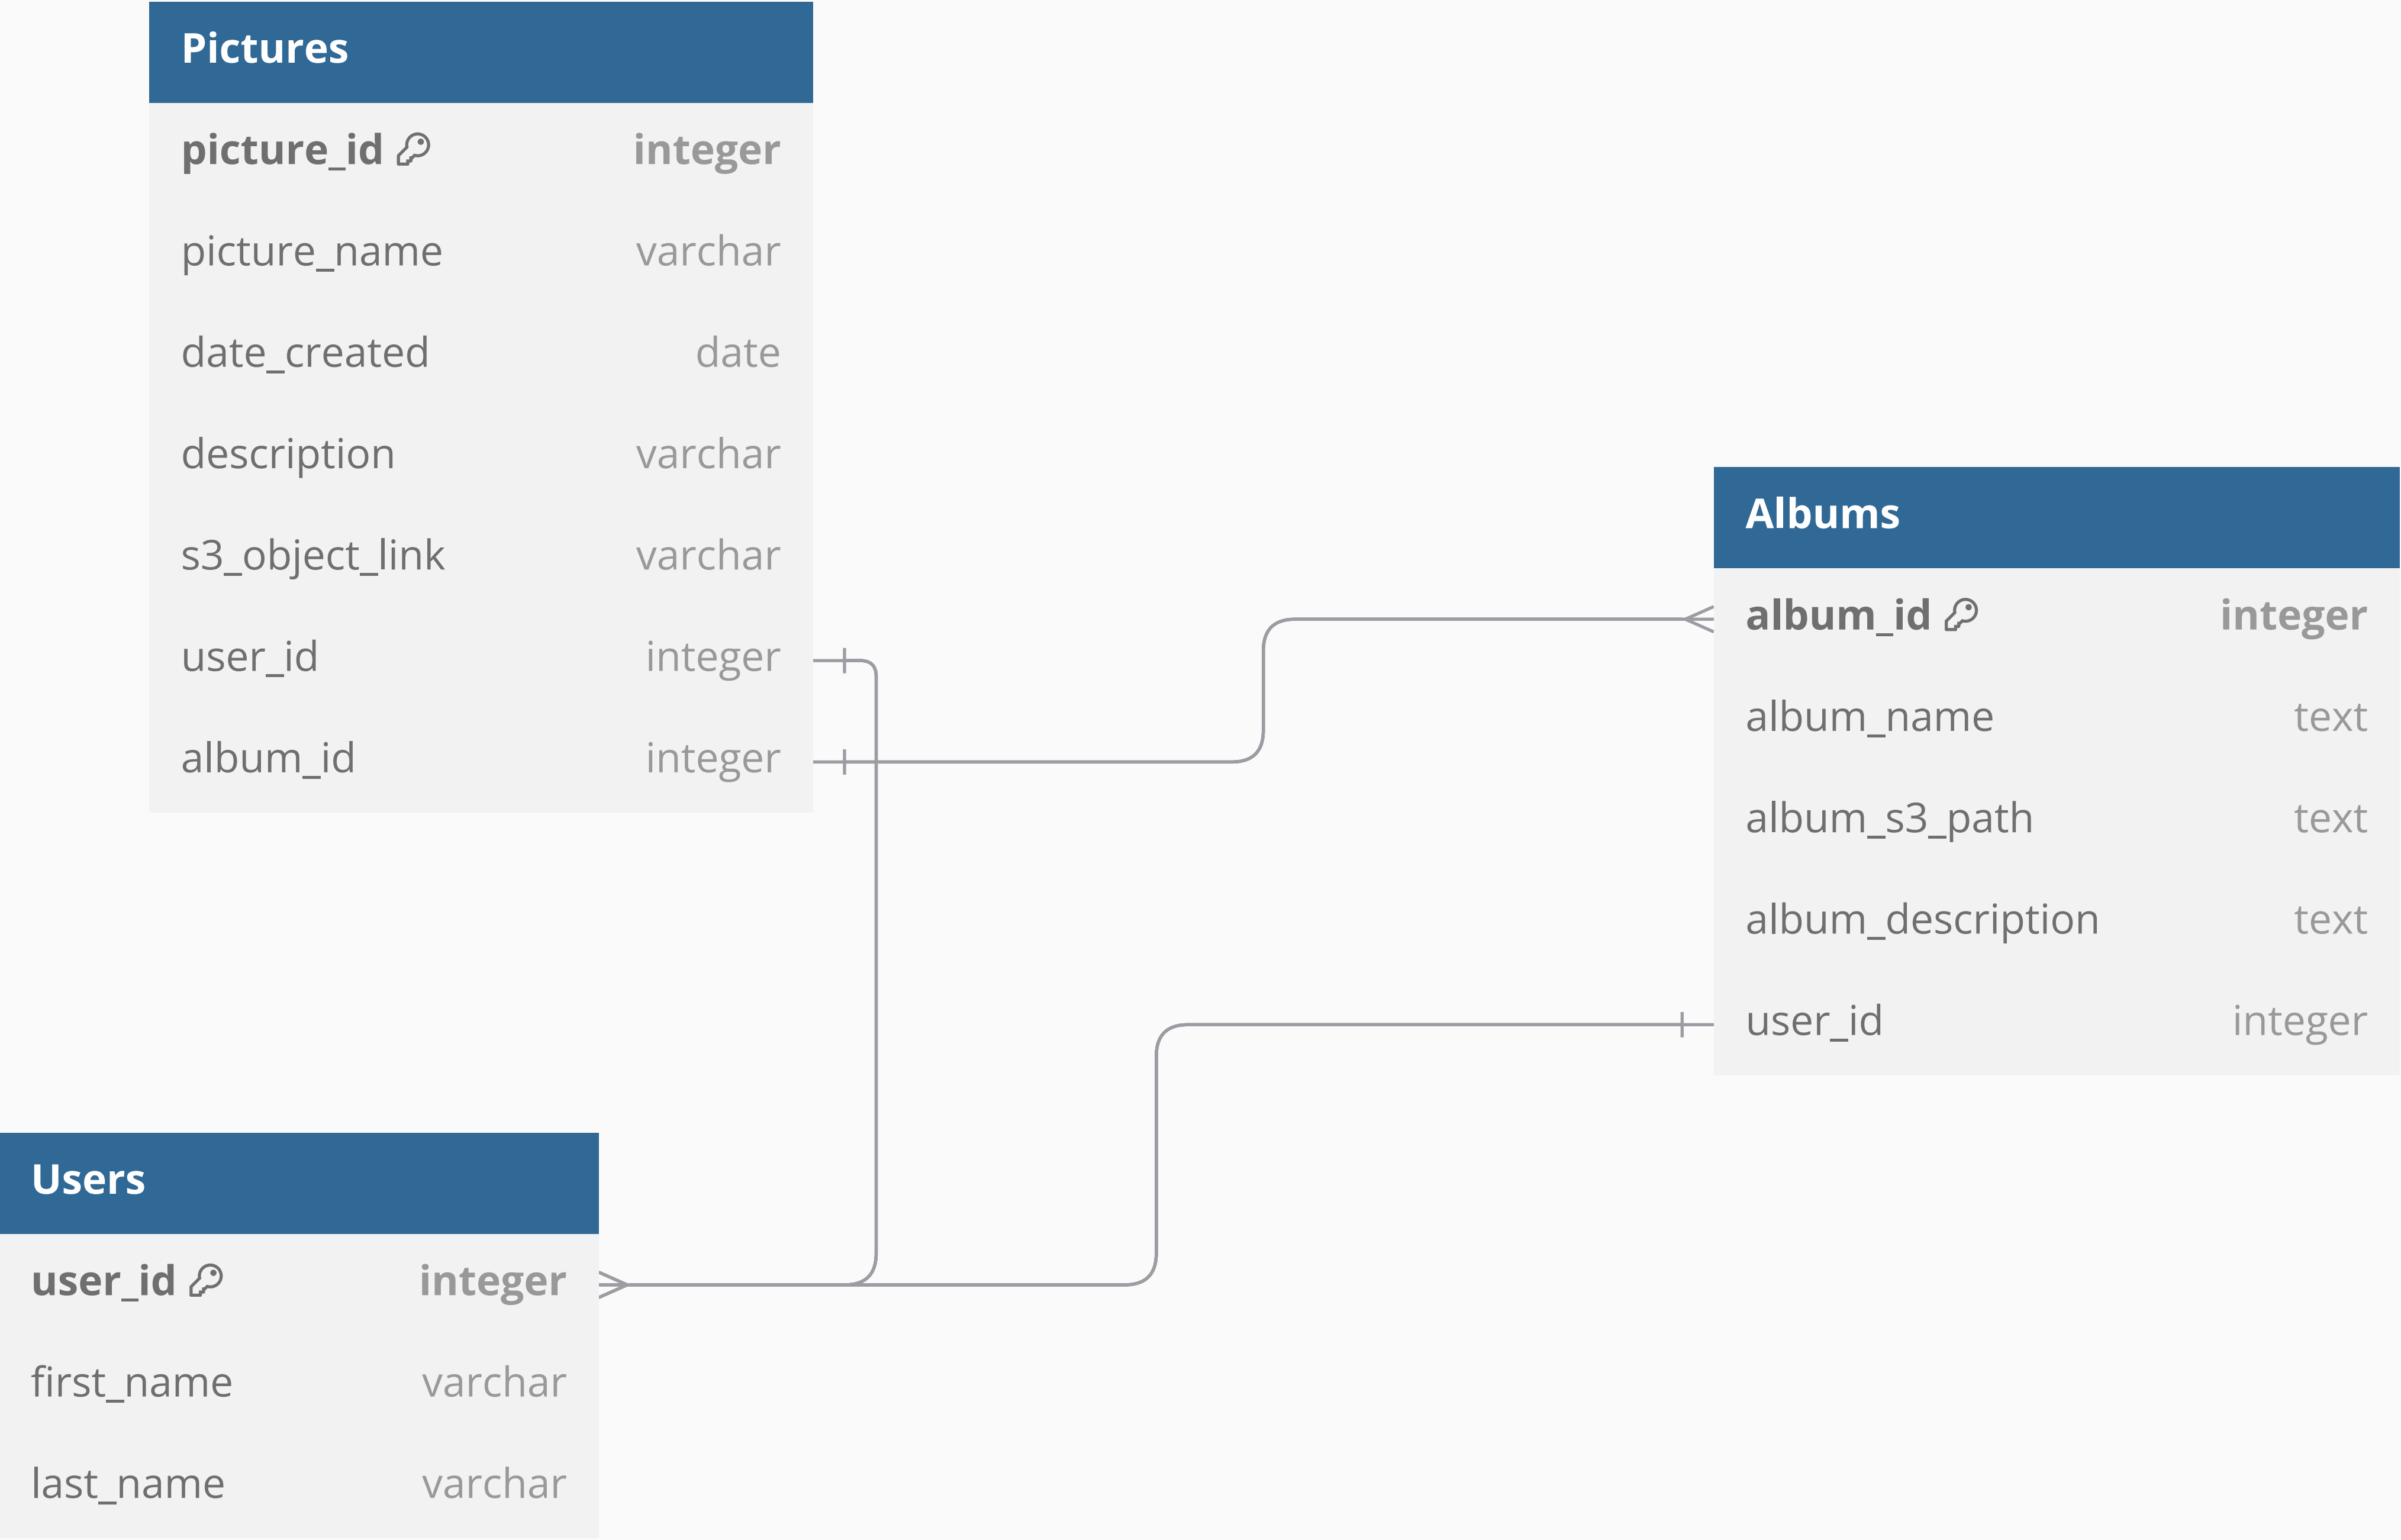 Pictures
picture_id integer
picture_name varchar
date_created date
description varchar
s3_object_link varchar
user_id integer
album_id integer
Albums
album_id integer
album_name text
album_s3_path text
album_description text
user_id integer
Users
user_id integer
first_name varchar
last_name varchar